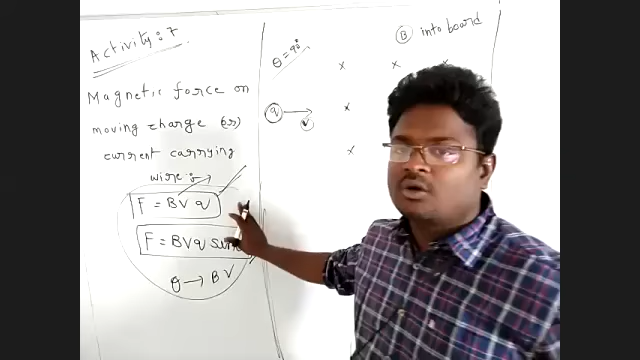 Activity: 7
Magnetic force on
moving charge (or)
current carrying
wire :
F = BVq
F = BVq sin
θ → BV
θ = 90°
B into board
x x x
q → V
x
x